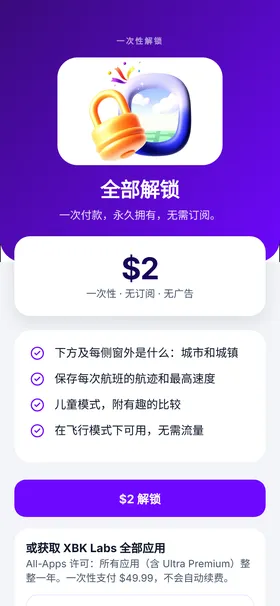 一次性解锁
全部解锁
一次付款，永久拥有，无需订阅。
$2
一次性 · 无订阅 · 无广告
下方及每侧窗外是什么：城市和城镇
保存每次航班的航迹和最高速度
儿童模式，附有趣的比较
在飞行模式下可用，无需流量
$2 解锁
或获取 XBK Labs 全部应用
All-Apps 许可：所有应用（含 Ultra Premium）整
整一年。一次性支付 $49.99，不会自动续费。